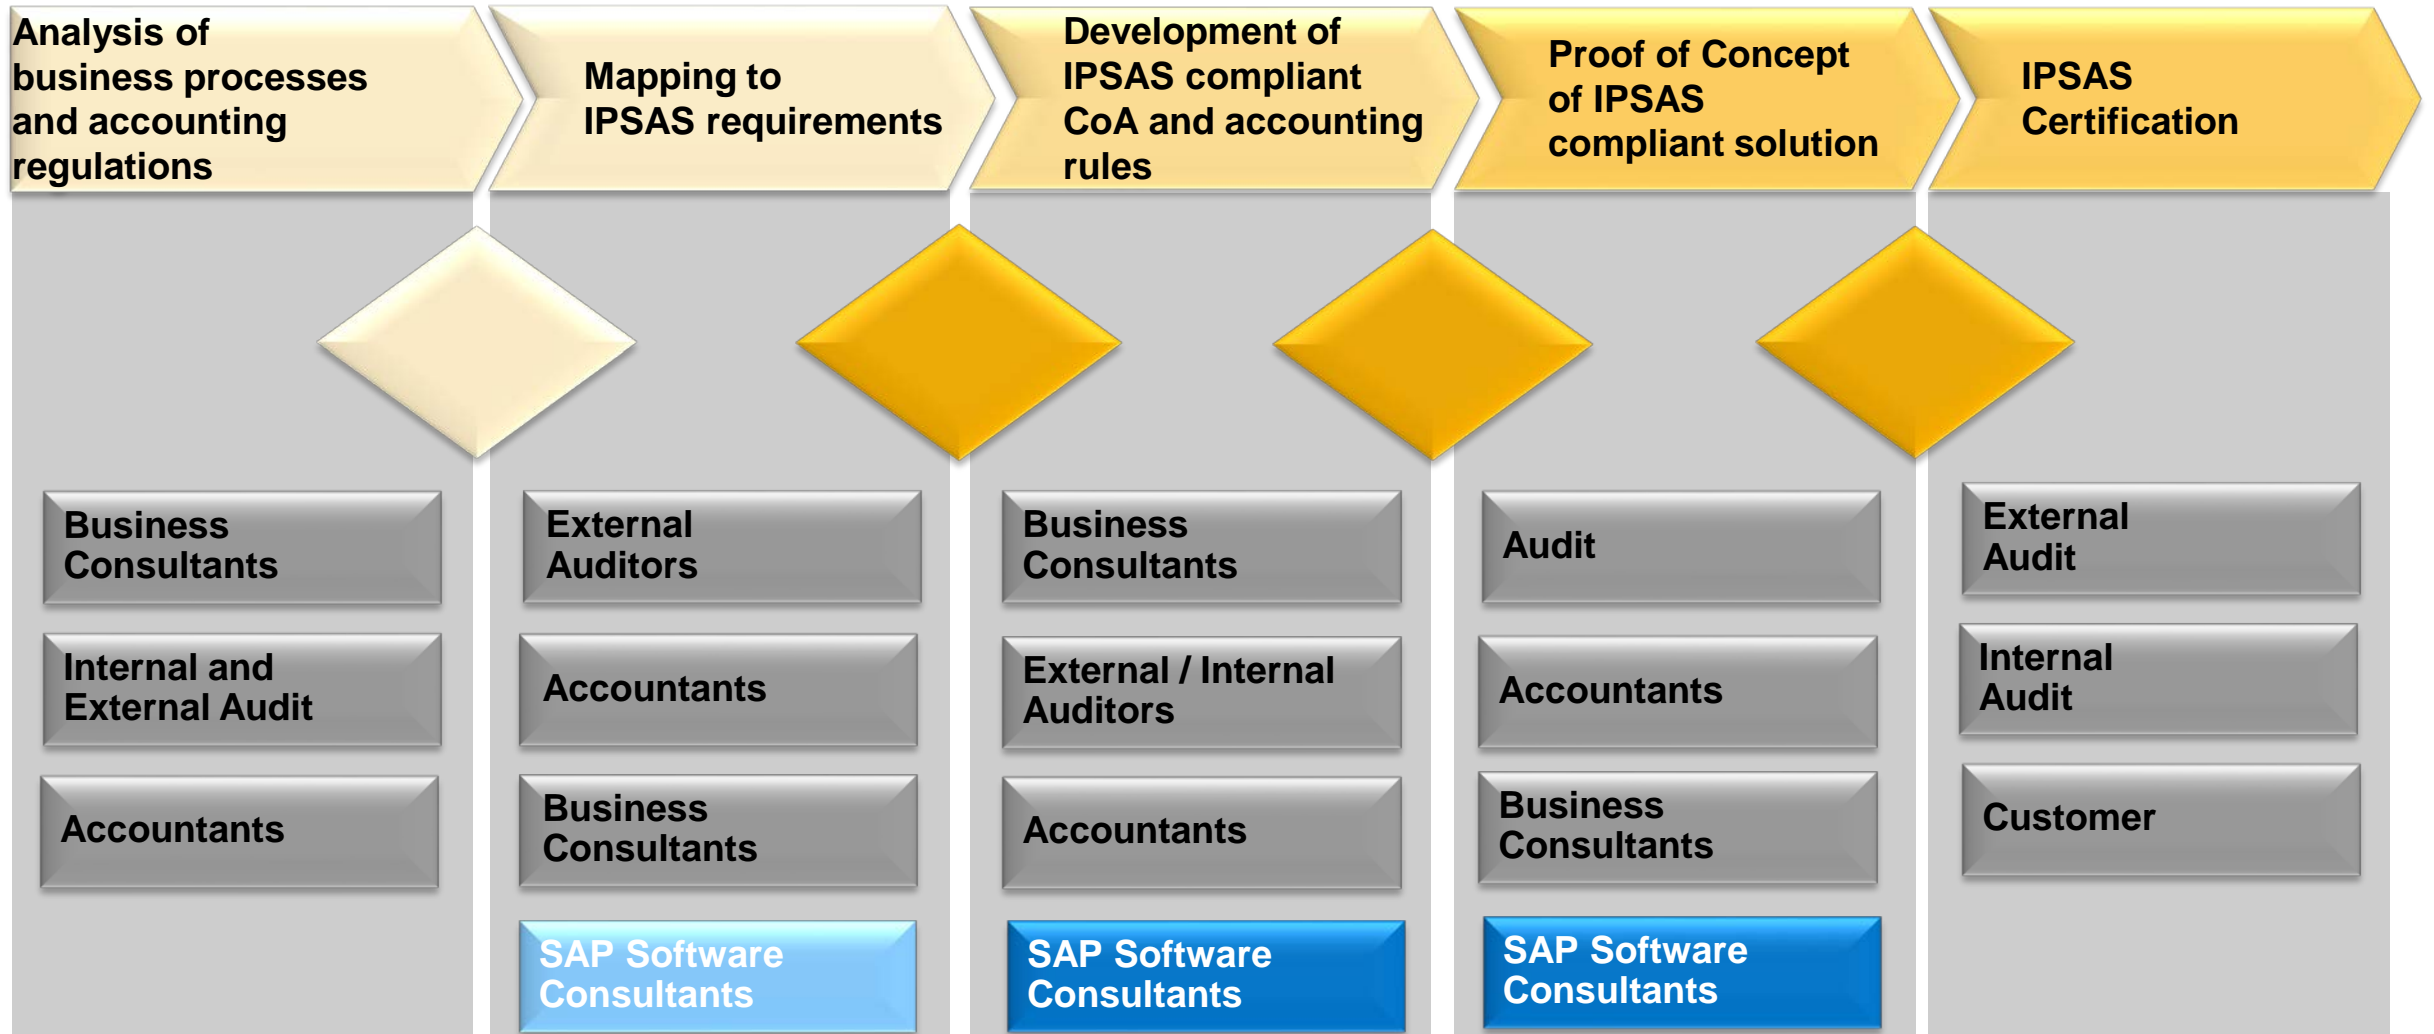 Analysis of
business processes
and accounting
regulations
Mapping to
IPSAS requirements
Development of
IPSAS compliant
CoA and accounting
rules
Proof of Concept
of IPSAS
compliant solution
IPSAS
Certification
Business
Consultants
Internal and
External Audit
Accountants
External
Auditors
Accountants
Business
Consultants
SAP Software
Consultants
Business
Consultants
External / Internal
Auditors
Accountants
SAP Software
Consultants
Audit
Accountants
Business
Consultants
SAP Software
Consultants
External
Audit
Internal
Audit
Customer